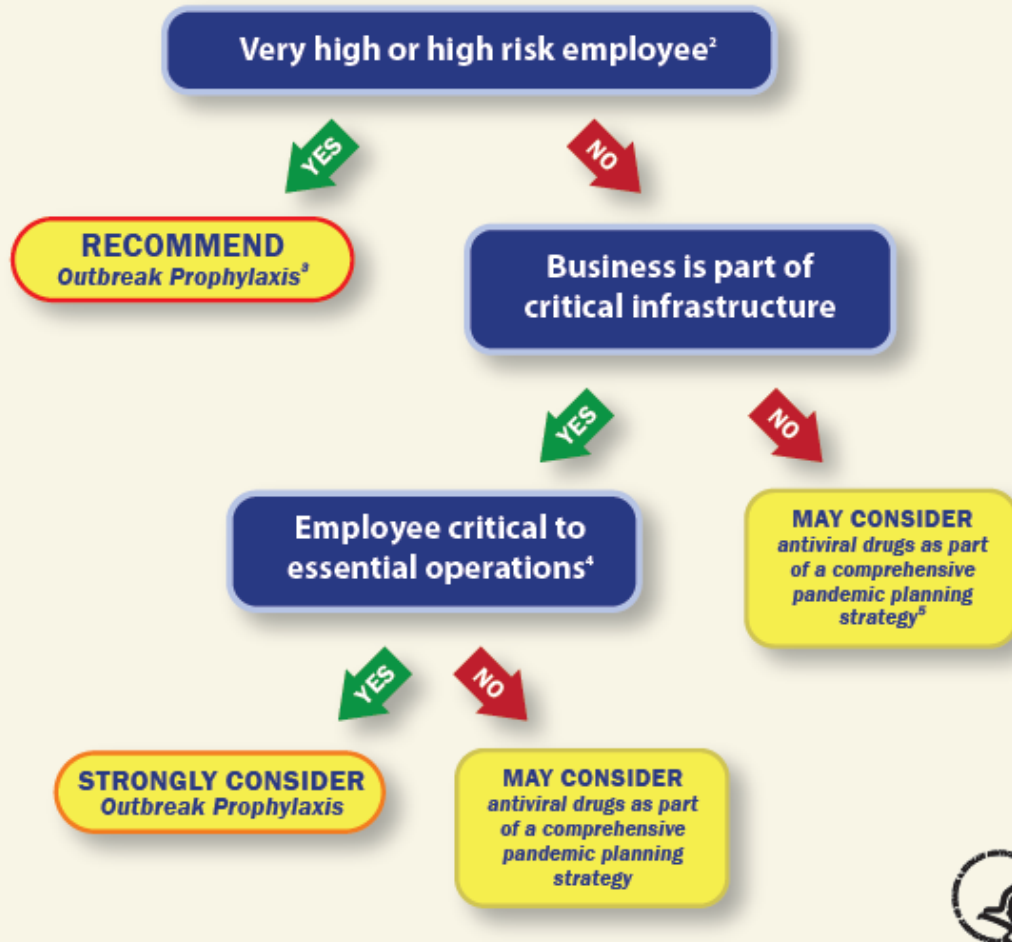 Very high or high risk employee²
YES
NO
RECOMMEND
Outbreak Prophylaxis³
Business is part of
critical infrastructure
YES
NO
Employee critical to
essential operations⁴
MAY CONSIDER
antiviral drugs as part
of a comprehensive
pandemic planning
strategy⁵
YES
NO
STRONGLY CONSIDER
Outbreak Prophylaxis
MAY CONSIDER
antiviral drugs as part
of a comprehensive
pandemic planning
strategy